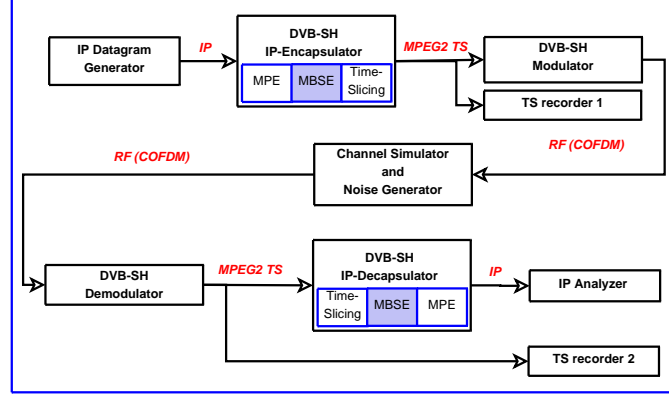 IP Datagram
Generator
IP
DVB-SH
IP-Encapsulator
MPE
MBSE
Time-
Slicing
MPEG2 TS
DVB-SH
Modulator
TS recorder 1
RF (COFDM)
Channel Simulator
and
Noise Generator
RF (COFDM)
DVB-SH
Demodulator
MPEG2 TS
DVB-SH
IP-Decapsulator
Time-
Slicing
MBSE
MPE
IP
IP Analyzer
TS recorder 2